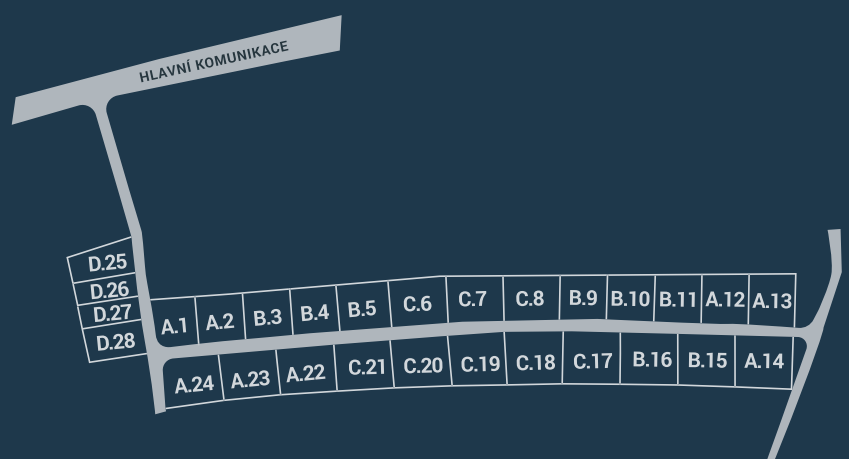 HLAVNÍ KOMUNIKACE
D.25
D.26
D.27
D.28
A.1 A.2 B.3 B.4 B.5 C.6 C.7 C.8 B.9 B.10 B.11 A.12 A.13
A.24 A.23 A.22 C.21 C.20 C.19 C.18 C.17 B.16 B.15 A.14